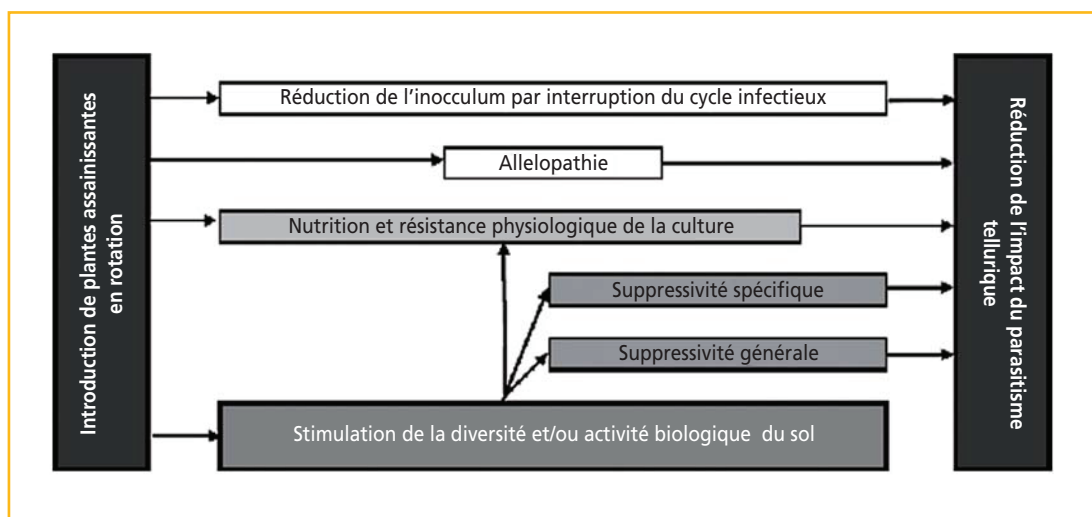 Introduction de plantes assainissantes
en rotation
Réduction de l'inocculum par interruption du cycle infectieux
Allelopathie
Nutrition et résistance physiologique de la culture
Suppressivité spécifique
Suppressivité générale
Stimulation de la diversité et/ou activité biologique du sol
Réduction de l'impact du parasitisme
tellurique